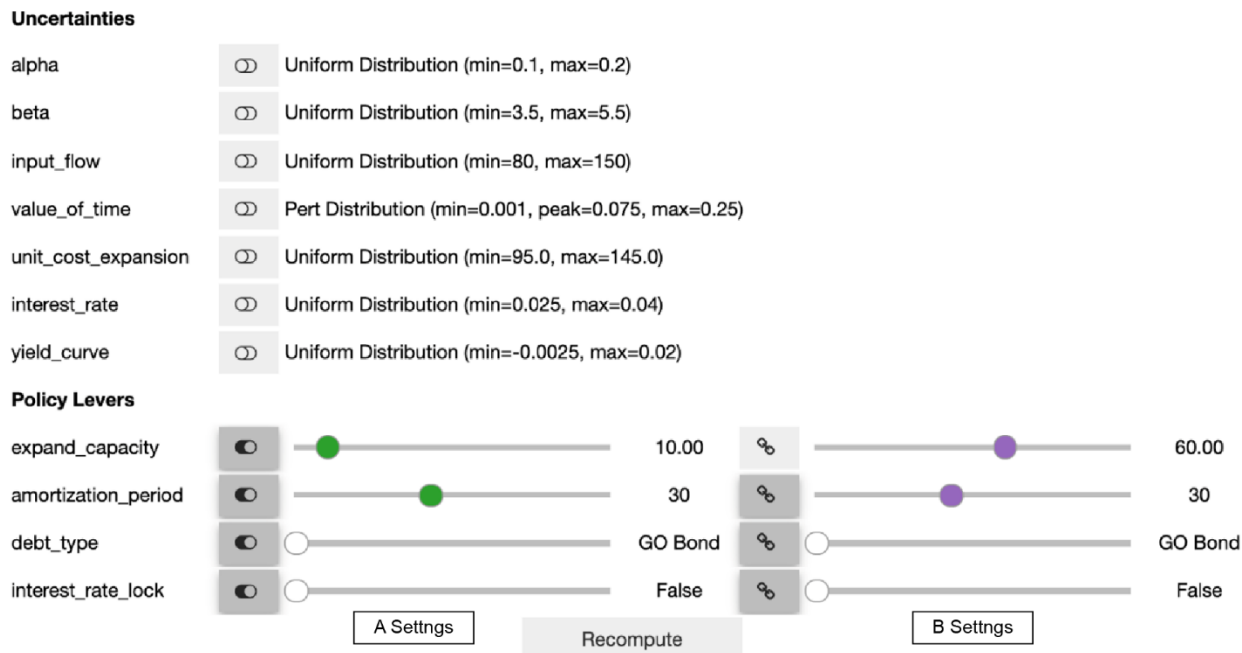 Uncertainties
alpha Uniform Distribution (min=0.1, max=0.2)
beta Uniform Distribution (min=3.5, max=5.5)
input_flow Uniform Distribution (min=80, max=150)
value_of_time Pert Distribution (min=0.001, peak=0.075, max=0.25)
unit_cost_expansion Uniform Distribution (min=95.0, max=145.0)
interest_rate Uniform Distribution (min=0.025, max=0.04)
yield_curve Uniform Distribution (min=-0.0025, max=0.02)
Policy Levers
expand_capacity 10.00 60.00
amortization_period 30 30
debt_type GO Bond GO Bond
interest_rate_lock False False
A Settngs B Settngs
Recompute